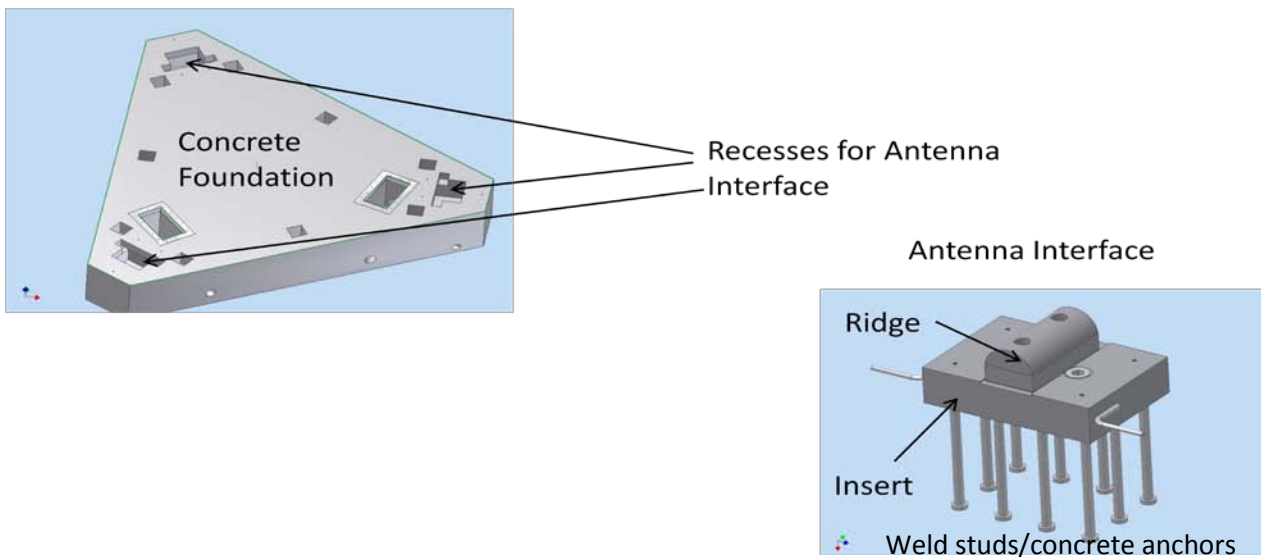 Concrete
Foundation
Recesses for Antenna
Interface
Antenna Interface
Ridge
Insert
Weld studs/concrete anchors